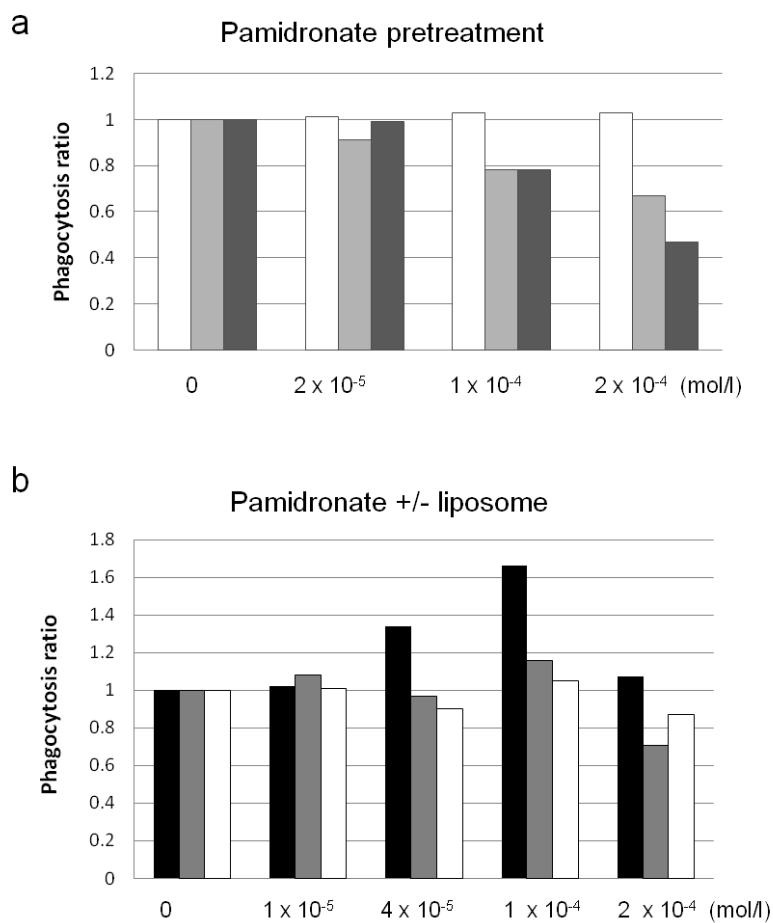 a
Pamidronate pretreatment
Phagocytosis ratio
1.2
1
0.8
0.6
0.4
0.2
0
0 2 x 10⁻⁵ 1 x 10⁻⁴ 2 x 10⁻⁴ (mol/l)
b
Pamidronate +/- liposome
Phagocytosis ratio
1.8
1.6
1.4
1.2
1
0.8
0.6
0.4
0.2
0
0 1 x 10⁻⁵ 4 x 10⁻⁵ 1 x 10⁻⁴ 2 x 10⁻⁴ (mol/l)